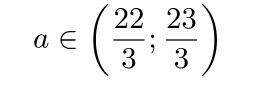 a ∈ (22/3 ; 23/3)